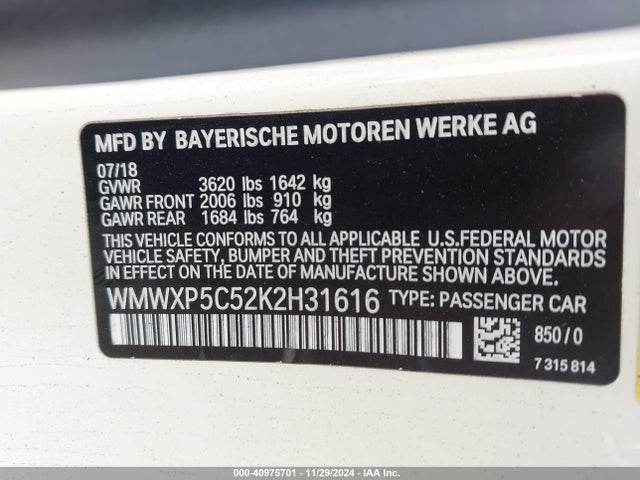 MFD BY BAYERISCHE MOTOREN WERKE AG
07/18
GVWR 3620 lbs 1642 kg
GAWR FRONT 2006 lbs 910 kg
GAWR REAR 1684 lbs 764 kg
THIS VEHICLE CONFORMS TO ALL APPLICABLE U.S.FEDERAL MOTOR
VEHICLE SAFETY, BUMPER AND THEFT PREVENTION STANDARDS
IN EFFECT ON THE DATE OF MANUFACTURE SHOWN ABOVE.
WMWXP5C52K2H31616 TYPE: PASSENGER CAR
850/0
7 315 814
000-40975701 - 11/29/2024 - IAA Inc. Copyright